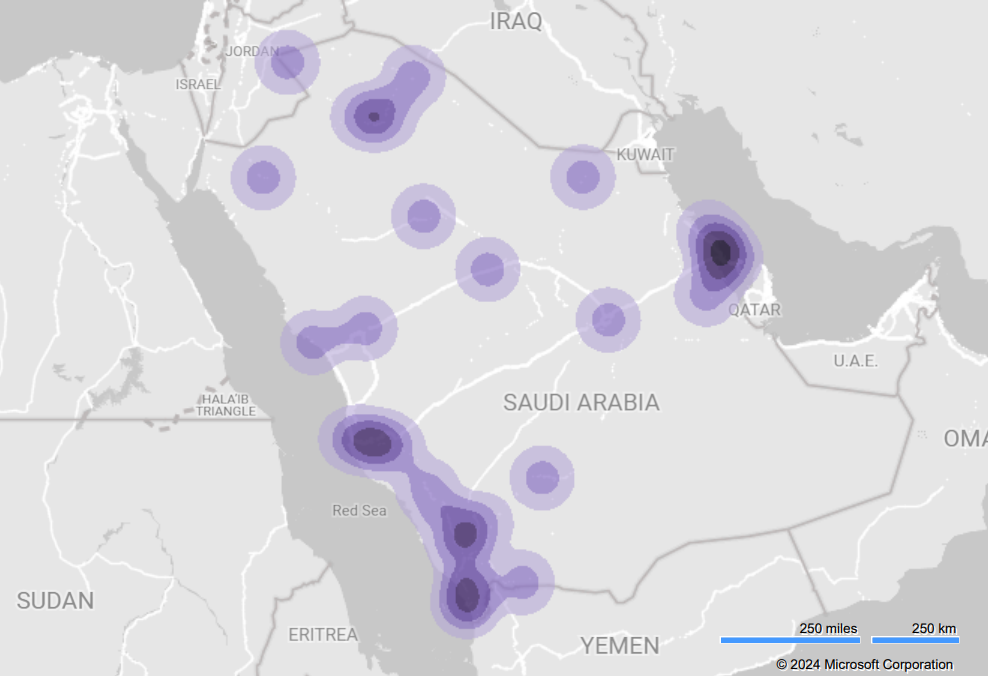 IRAQ
JORDAN
ISRAEL
KUWAIT
QATAR
U.A.E.
HALA'IB
TRIANGLE
SAUDI ARABIA
OMA
Red Sea
SUDAN
ERITREA
YEMEN
250 miles
250 km
© 2024 Microsoft Corporation